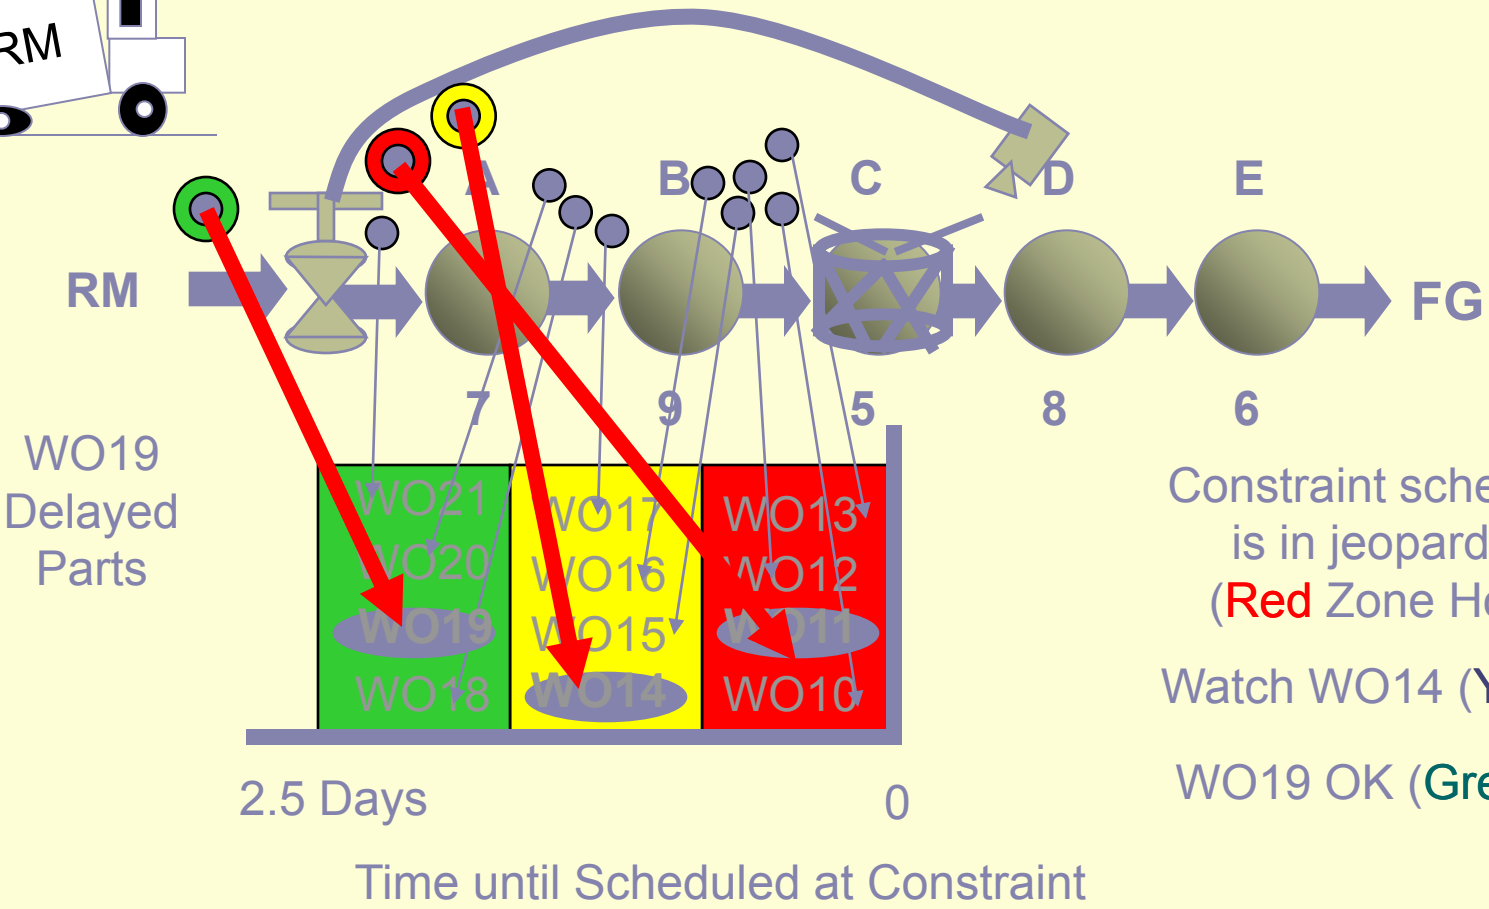 RM
A B C D E
RM
FG
7 9 5 8 6
WO19
Delayed
Parts
WO21
WO20
WO19
WO18
WO17
WO16
WO15
WO14
WO13
WO12
WO11
WO10
Constraint sche
is in jeopard
(Red Zone Ho
Watch WO14 (Y
WO19 OK (Gre
2.5 Days 0
Time until Scheduled at Constraint